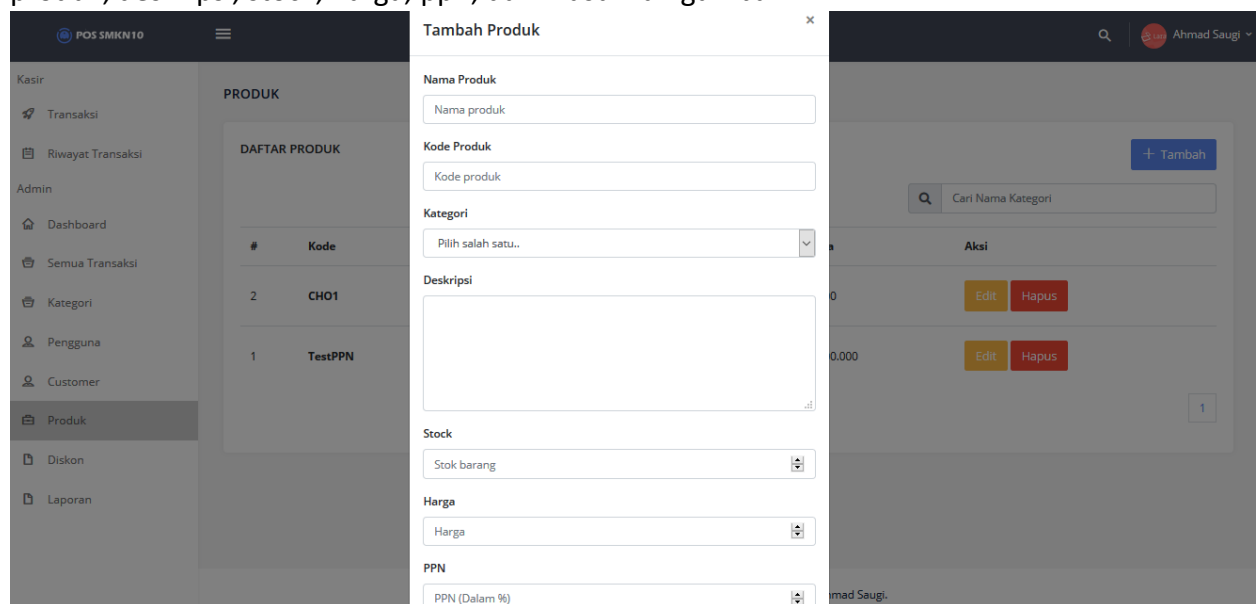 POS SMKN10
Ahmad Saugi
Kasir
Transaksi
Riwayat Transaksi
Admin
Dashboard
Semua Transaksi
Kategori
Pengguna
Customer
Produk
Diskon
Laporan
PRODUK
DAFTAR PRODUK
+ Tambah
Cari Nama Kategori
# Kode Aksi
2 CHO1 Edit Hapus
1 TestPPN 0.000 Edit Hapus
1
Tambah Produk ×
Nama Produk
Nama produk
Kode Produk
Kode produk
Kategori
Pilih salah satu..
Deskripsi
Stock
Stok barang
Harga
Harga
PPN
PPN (Dalam %)
Saugi.